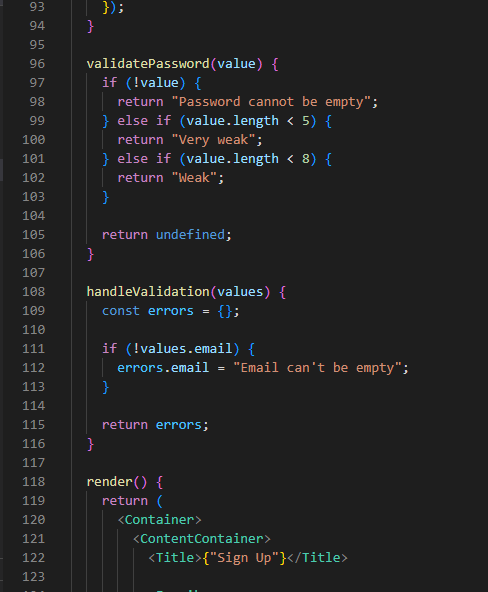 93 });
94 }
95
96 validatePassword(value) {
97 if (!value) {
98 return "Password cannot be empty";
99 } else if (value.length < 5) {
100 return "Very weak";
101 } else if (value.length < 8) {
102 return "Weak";
103 }
104
105 return undefined;
106 }
107
108 handleValidation(values) {
109 const errors = {};
110
111 if (!values.email) {
112 errors.email = "Email can't be empty";
113 }
114
115 return errors;
116 }
117
118 render() {
119 return (
120 <Container>
121 <ContentContainer>
122 <Title>{"Sign Up"}</Title>
123